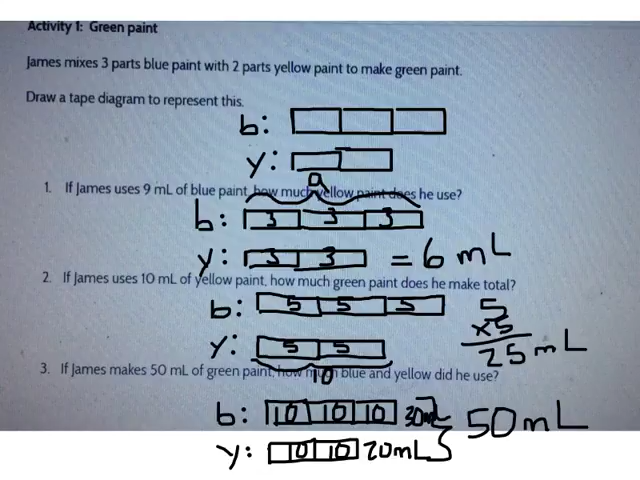 Activity 1: Green paint
James mixes 3 parts blue paint with 2 parts yellow paint to make green paint.
Draw a tape diagram to represent this.
b:
y:
1. If James uses 9 mL of blue paint, how much yellow paint does he use?
9
b: 3 3 3
y: 3 3 = 6 mL
2. If James uses 10 mL of yellow paint, how much green paint does he make total?
b: 5 5 5
y: 5 5
5
x5
25 mL
3. If James makes 50 mL of green paint, how much blue and yellow did he use?
10
b: 10 10 10 30mL
y: 10 10 20mL
50mL